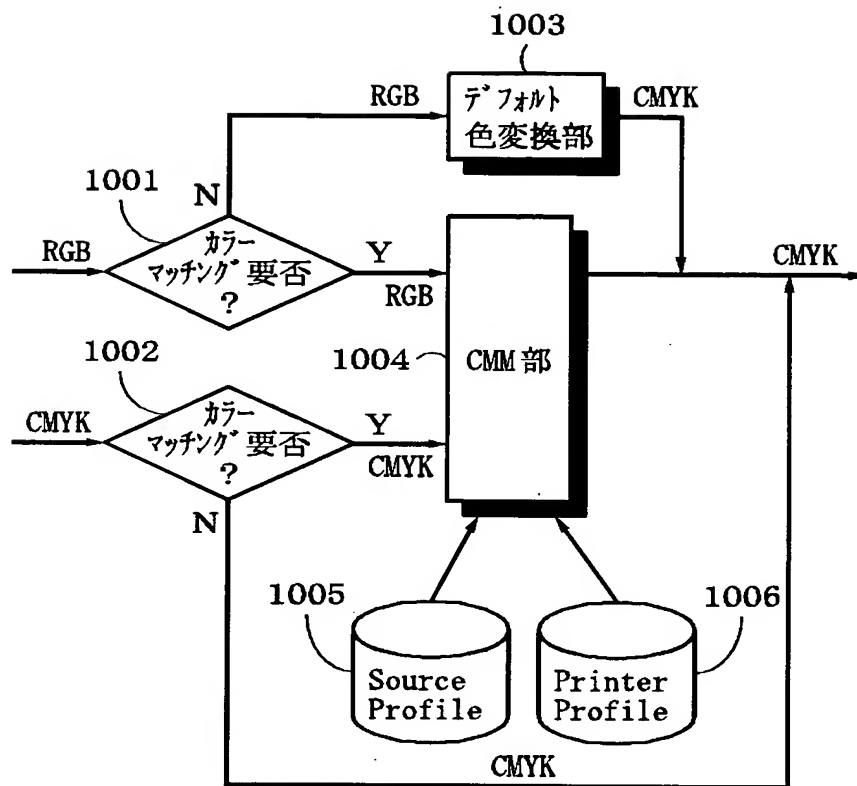 1003
RGB
デフォルト
色変換部
CMYK
1001
N
RGB
カラー
マッチング要否
?
Y
RGB
CMYK
1002
1004
CMM部
CMYK
カラー
マッチング要否
?
Y
CMYK
N
1005
1006
Source
Profile
Printer
Profile
CMYK